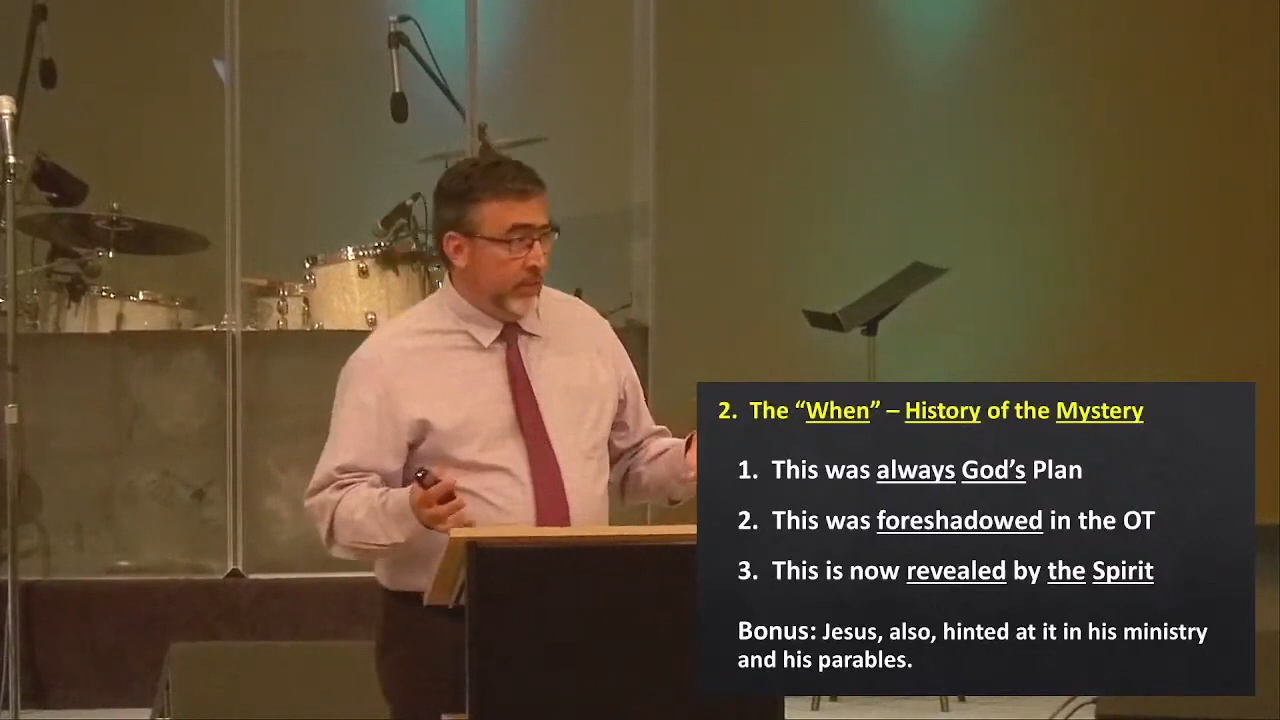 2. The “When” – History of the Mystery
1. This was always God’s Plan
2. This was foreshadowed in the OT
3. This is now revealed by the Spirit
Bonus: Jesus, also, hinted at it in his ministry
and his parables.